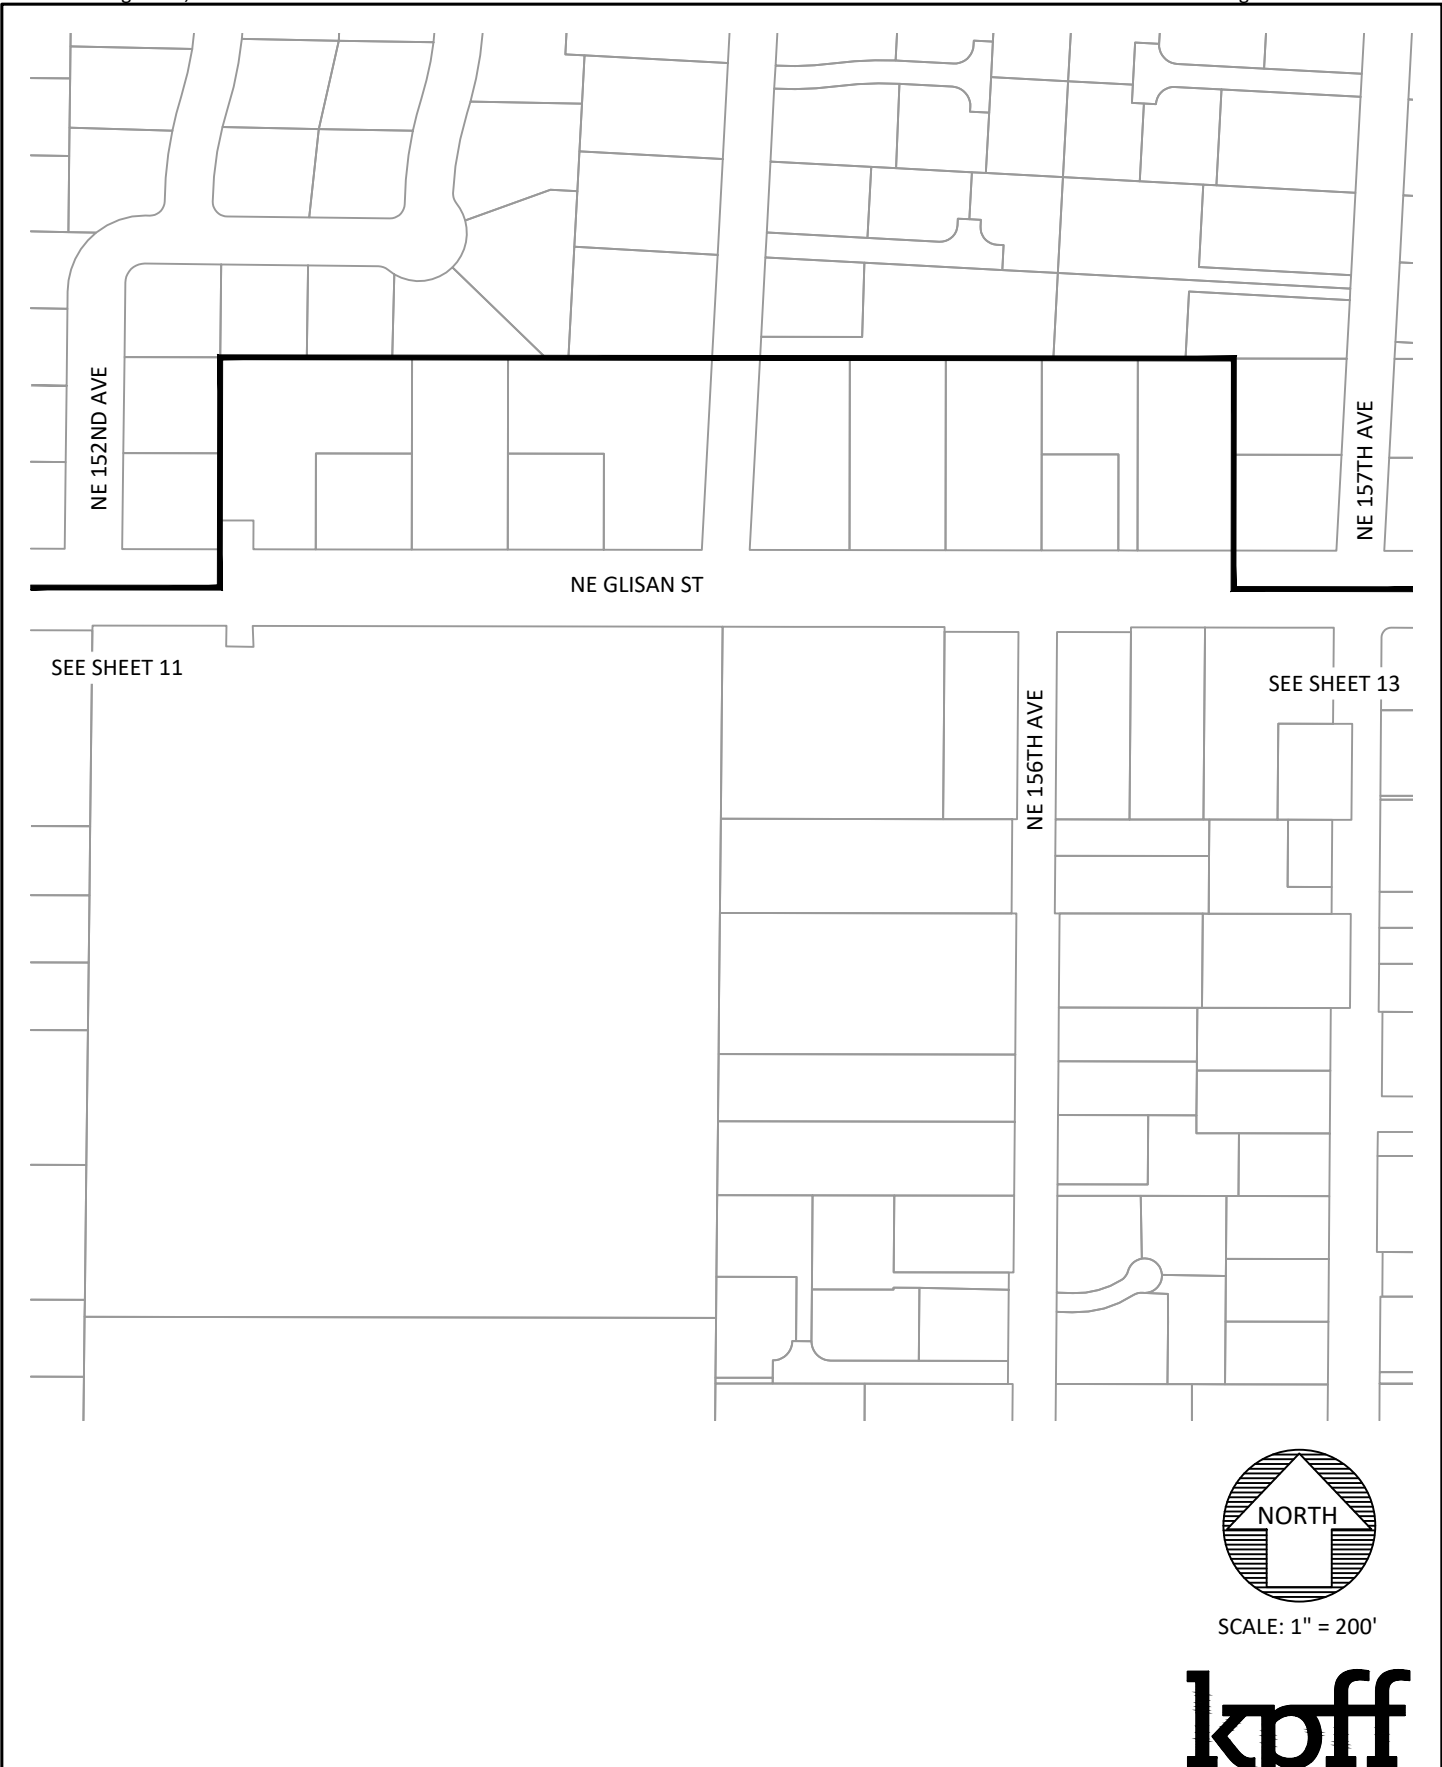 NE 152ND AVE
NE 157TH AVE
NE GLISAN ST
SEE SHEET 11
SEE SHEET 13
NE 156TH AVE
NORTH
SCALE: 1" = 200'
kpff